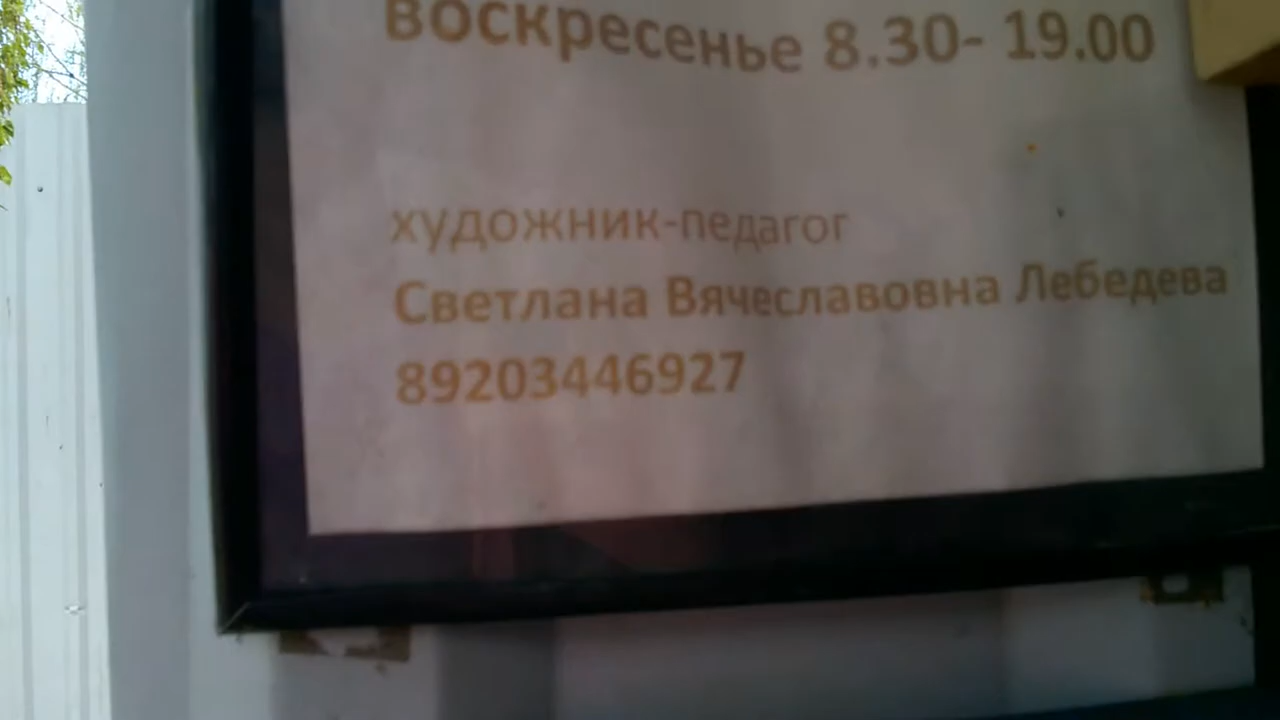 воскресенье 8.30- 19.00
художник-педагог
Светлана Вячеславовна Лебедева
89203446927